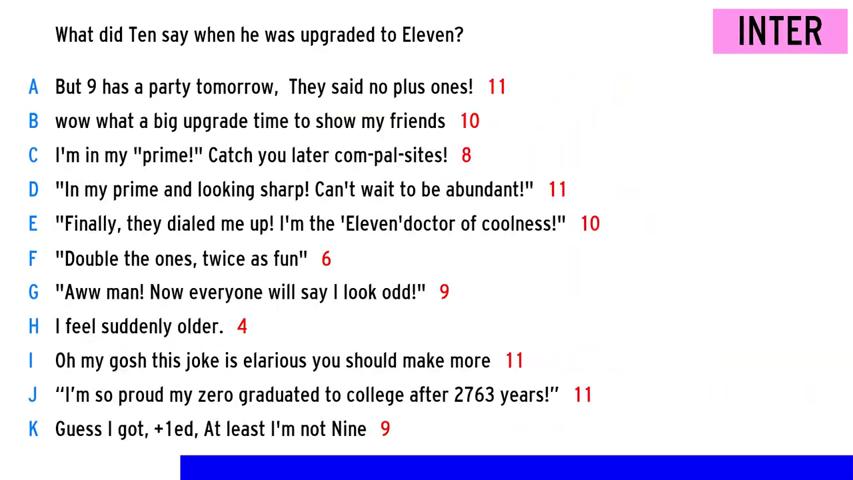 What did Ten say when he was upgraded to Eleven?
INTER
A But 9 has a party tomorrow, They said no plus ones! 11
B wow what a big upgrade time to show my friends 10
C I'm in my "prime!" Catch you later com-pal-sites! 8
D "In my prime and looking sharp! Can't wait to be abundant!" 11
E "Finally, they dialed me up! I'm the 'Eleven'doctor of coolness!" 10
F "Double the ones, twice as fun" 6
G "Aww man! Now everyone will say I look odd!" 9
H I feel suddenly older. 4
I Oh my gosh this joke is elarious you should make more 11
J “I’m so proud my zero graduated to college after 2763 years!” 11
K Guess I got, +1ed, At least I'm not Nine 9